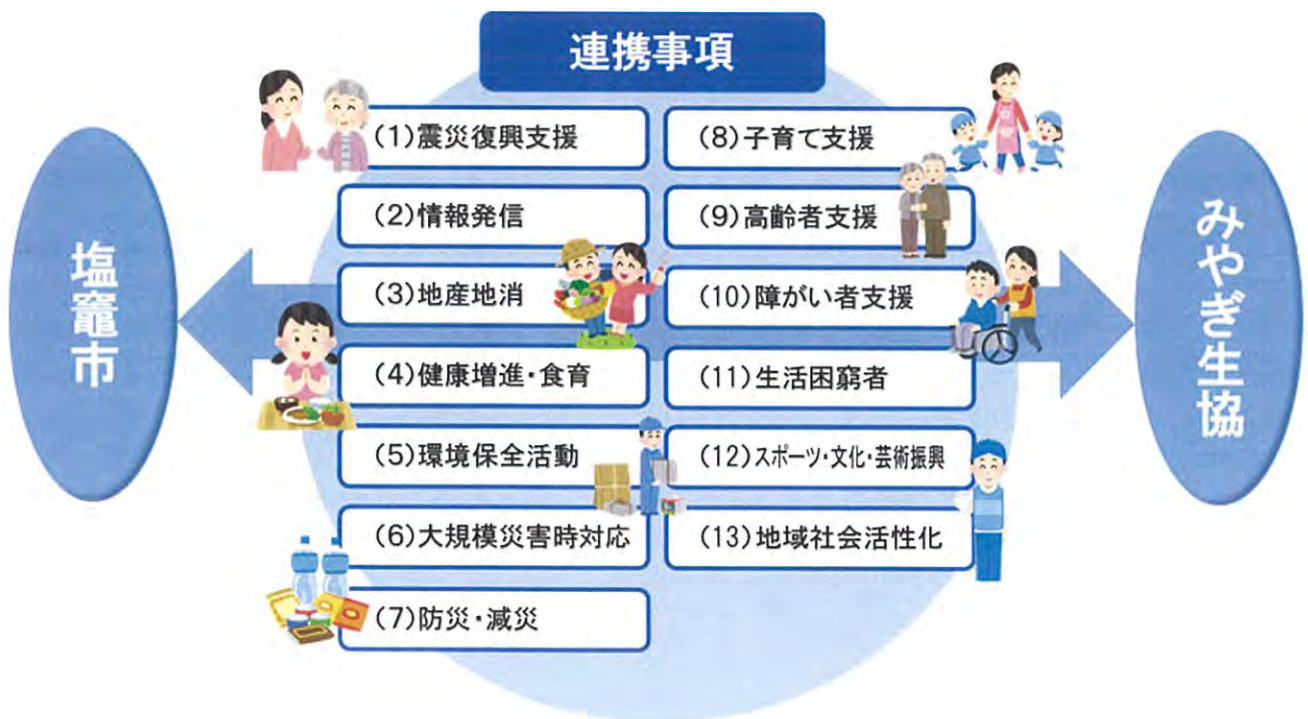 連携事項
塩竈市
(1)震災復興支援
(2)情報発信
(3)地産地消
(4)健康増進・食育
(5)環境保全活動
(6)大規模災害時対応
(7)防災・減災
(8)子育て支援
(9)高齢者支援
(10)障がい者支援
(11)生活困窮者
(12)スポーツ・文化・芸術振興
(13)地域社会活性化
みやぎ生協